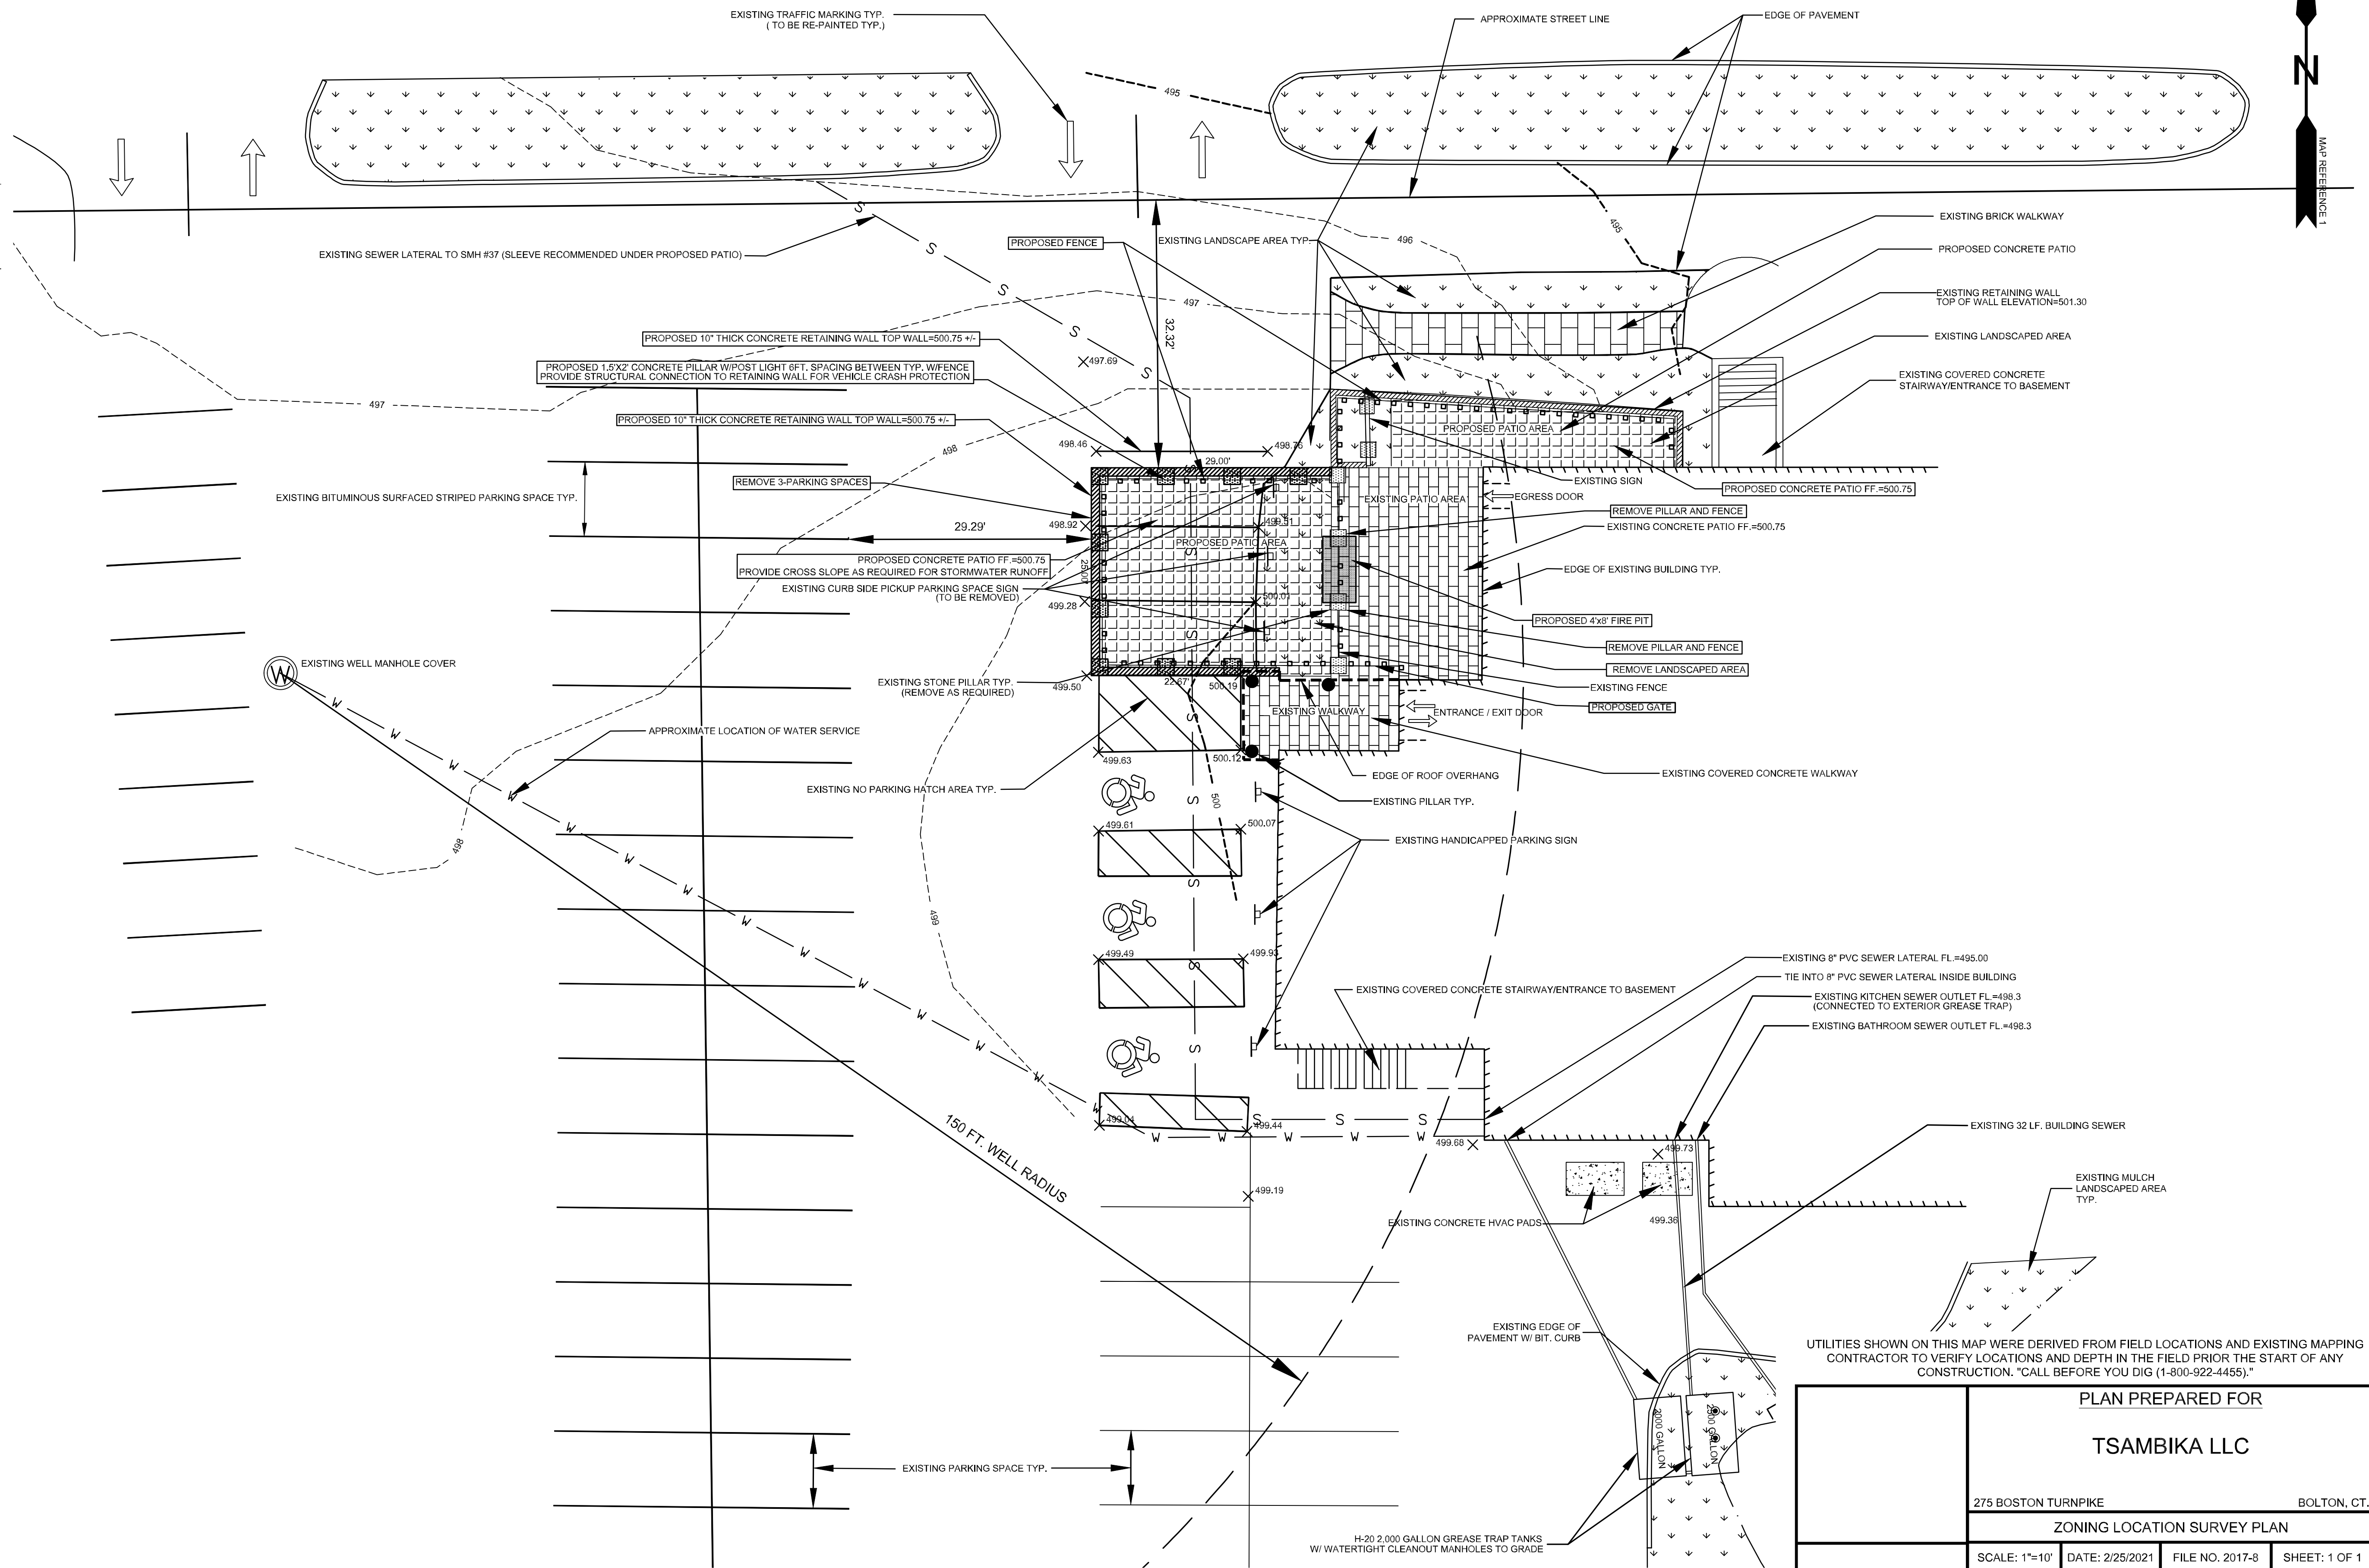 EXISTING TRAFFIC MARKING TYP.
( TO BE RE-PAINTED TYP.)
APPROXIMATE STREET LINE
EDGE OF PAVEMENT
N
MAP REFERENCE 1
495
495
496
EXISTING SEWER LATERAL TO SMH #37 (SLEEVE RECOMMENDED UNDER PROPOSED PATIO)
S
S
S
S
S
PROPOSED FENCE
EXISTING LANDSCAPE AREA TYP.
EXISTING BRICK WALKWAY
PROPOSED CONCRETE PATIO
EXISTING RETAINING WALL
TOP OF WALL ELEVATION=501.30
EXISTING LANDSCAPED AREA
EXISTING COVERED CONCRETE
STAIRWAY/ENTRANCE TO BASEMENT
497
32.32'
497.69
PROPOSED 10" THICK CONCRETE RETAINING WALL TOP WALL=500.75 +/-
PROPOSED 1.5'X2' CONCRETE PILLAR W/POST LIGHT 6FT. SPACING BETWEEN TYP. W/FENCE
PROVIDE STRUCTURAL CONNECTION TO RETAINING WALL FOR VEHICLE CRASH PROTECTION
497
PROPOSED 10" THICK CONCRETE RETAINING WALL TOP WALL=500.75 +/-
498
498.46
498.76
29.00'
PROPOSED PATIO AREA
REMOVE 3-PARKING SPACES
EXISTING BITUMINOUS SURFACED STRIPED PARKING SPACE TYP.
29.29'
498.92
499.51
EXISTING PATIO AREA
EGRESS DOOR
EXISTING SIGN
PROPOSED CONCRETE PATIO FF.=500.75
REMOVE PILLAR AND FENCE
EXISTING CONCRETE PATIO FF.=500.75
PROPOSED PATIO AREA
S
S
S
PROPOSED CONCRETE PATIO FF.=500.75
PROVIDE CROSS SLOPE AS REQUIRED FOR STORMWATER RUNOFF
25.00'
EXISTING CURB SIDE PICKUP PARKING SPACE SIGN
(TO BE REMOVED)
499.28
500.01
EDGE OF EXISTING BUILDING TYP.
PROPOSED 4'x8' FIRE PIT
REMOVE PILLAR AND FENCE
REMOVE LANDSCAPED AREA
EXISTING FENCE
PROPOSED GATE
W
EXISTING WELL MANHOLE COVER
EXISTING STONE PILLAR TYP.
(REMOVE AS REQUIRED)
499.50
22.67'
500.19
EXISTING WALKWAY
ENTRANCE / EXIT DOOR
S
APPROXIMATE LOCATION OF WATER SERVICE
499.63
500.12
EDGE OF ROOF OVERHANG
EXISTING COVERED CONCRETE WALKWAY
EXISTING NO PARKING HATCH AREA TYP.
S
500
EXISTING PILLAR TYP.
499.61
500.07
EXISTING HANDICAPPED PARKING SIGN
498
499
S
499.49
499.93
S
W
W
W
W
W
W
W
W
W
W
W
W
W
EXISTING 8" PVC SEWER LATERAL FL.=495.00
TIE INTO 8" PVC SEWER LATERAL INSIDE BUILDING
EXISTING COVERED CONCRETE STAIRWAY/ENTRANCE TO BASEMENT
EXISTING KITCHEN SEWER OUTLET FL.=498.3
(CONNECTED TO EXTERIOR GREASE TRAP)
EXISTING BATHROOM SEWER OUTLET FL.=498.3
S
499.04
499.44
S
S
S
W
W
W
W
W
499.68
499.73
150 FT. WELL RADIUS
499.19
EXISTING 32 LF. BUILDING SEWER
EXISTING MULCH
LANDSCAPED AREA
TYP.
EXISTING CONCRETE HVAC PADS
499.36
EXISTING EDGE OF
PAVEMENT W/ BIT. CURB
UTILITIES SHOWN ON THIS MAP WERE DERIVED FROM FIELD LOCATIONS AND EXISTING MAPPING
CONTRACTOR TO VERIFY LOCATIONS AND DEPTH IN THE FIELD PRIOR THE START OF ANY
CONSTRUCTION. "CALL BEFORE YOU DIG (1-800-922-4455)."
2000 GALLON
GALLON
EXISTING PARKING SPACE TYP.
H-20 2,000 GALLON GREASE TRAP TANKS
W/ WATERTIGHT CLEANOUT MANHOLES TO GRADE
PLAN PREPARED FOR
TSAMBIKA LLC
275 BOSTON TURNPIKE
BOLTON, CT.
ZONING LOCATION SURVEY PLAN
SCALE: 1"=10'
DATE: 2/25/2021
FILE NO. 2017-8
SHEET: 1 OF 1